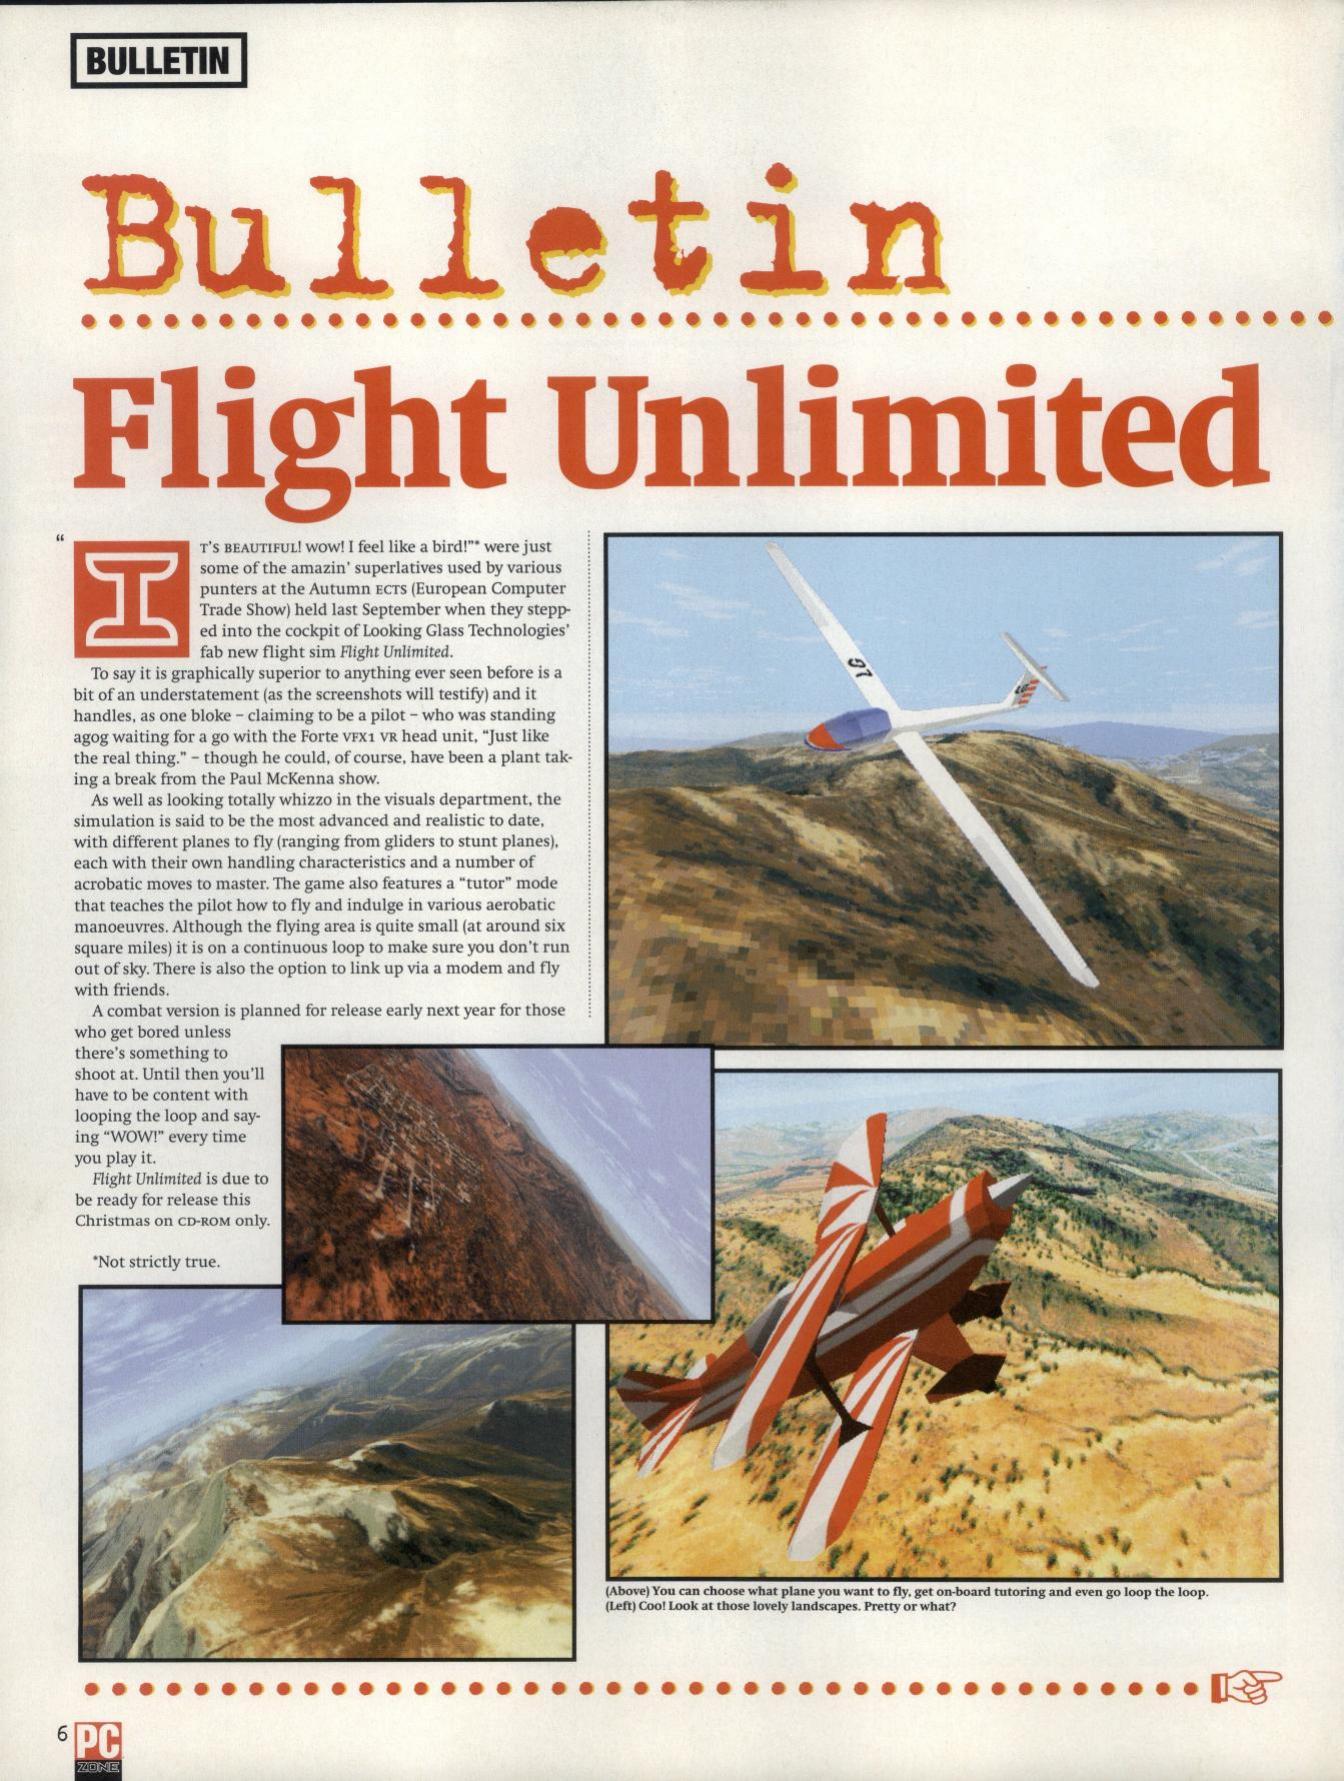 BULLETIN
Bulletin
Flight Unlimited
“
IT’S BEAUTIFUL! WOW! I feel like a bird!”* were just
some of the amazin’ superlatives used by various
punters at the Autumn ECTS (European Computer
Trade Show) held last September when they stepp-
ed into the cockpit of Looking Glass Technologies’
fab new flight sim Flight Unlimited.
To say it is graphically superior to anything ever seen before is a
bit of an understatement (as the screenshots will testify) and it
handles, as one bloke – claiming to be a pilot – who was standing
agog waiting for a go with the Forte VFX1 VR head unit, “Just like
the real thing.” – though he could, of course, have been a plant tak-
ing a break from the Paul McKenna show.
As well as looking totally whizzo in the visuals department, the
simulation is said to be the most advanced and realistic to date,
with different planes to fly (ranging from gliders to stunt planes),
each with their own handling characteristics and a number of
acrobatic moves to master. The game also features a “tutor” mode
that teaches the pilot how to fly and indulge in various aerobatic
manoeuvres. Although the flying area is quite small (at around six
square miles) it is on a continuous loop to make sure you don’t run
out of sky. There is also the option to link up via a modem and fly
with friends.
A combat version is planned for release early next year for those
who get bored unless
there’s something to
shoot at. Until then you’ll
have to be content with
looping the loop and say-
ing “WOW!” every time
you play it.
Flight Unlimited is due to
be ready for release this
Christmas on CD-ROM only.
*Not strictly true.
LG
(Above) You can choose what plane you want to fly, get on-board tutoring and even go loop the loop.
(Left) Coo! Look at those lovely landscapes. Pretty or what?
6
PC
ZONE